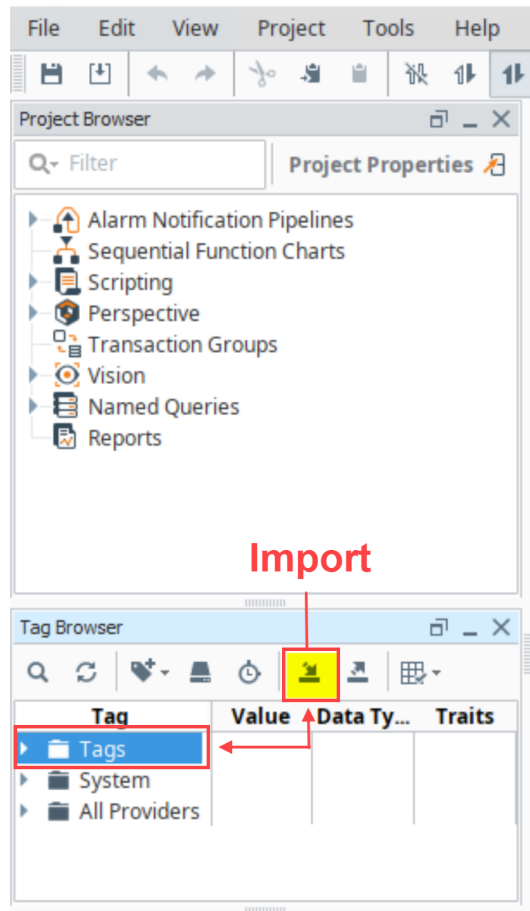 File Edit View Project Tools Help
Project Browser
Filter
Project Properties
Alarm Notification Pipelines
Sequential Function Charts
Scripting
Perspective
Transaction Groups
Vision
Named Queries
Reports
Import
Tag Browser
Tag Value Data Ty... Traits
Tags
System
All Providers